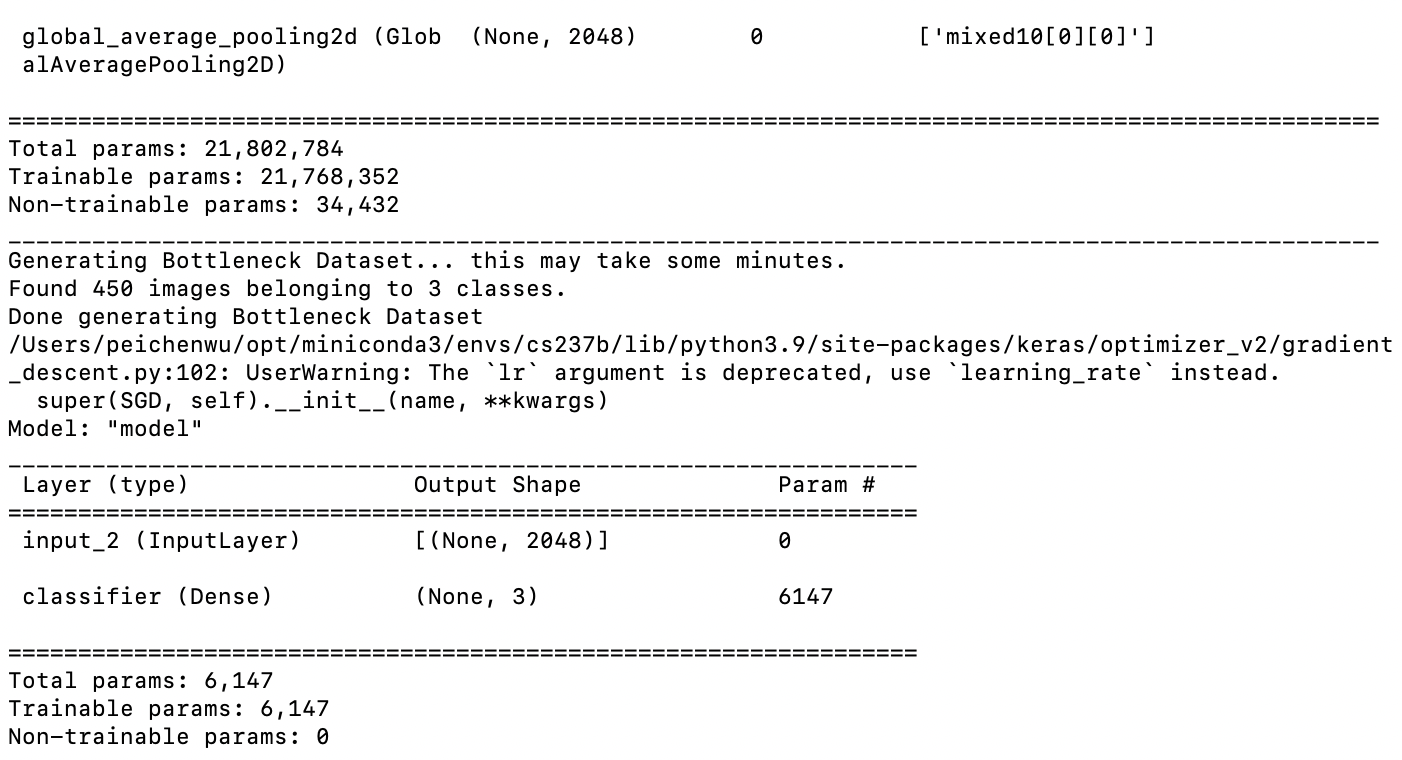 global_average_pooling2d (Glob  (None, 2048)        0           ['mixed10[0][0]']
alAveragePooling2D)
==================================================================================================
Total params: 21,802,784
Trainable params: 21,768,352
Non-trainable params: 34,432
__________________________________________________________________________________________________
Generating Bottleneck Dataset... this may take some minutes.
Found 450 images belonging to 3 classes.
Done generating Bottleneck Dataset
/Users/peichenwu/opt/miniconda3/envs/cs237b/lib/python3.9/site-packages/keras/optimizer_v2/gradient
_descent.py:102: UserWarning: The `lr` argument is deprecated, use `learning_rate` instead.
  super(SGD, self).__init__(name, **kwargs)
Model: "model"
_________________________________________________________________
 Layer (type)                Output Shape              Param #
=================================================================
 input_2 (InputLayer)        [(None, 2048)]            0
 classifier (Dense)          (None, 3)                 6147
=================================================================
Total params: 6,147
Trainable params: 6,147
Non-trainable params: 0